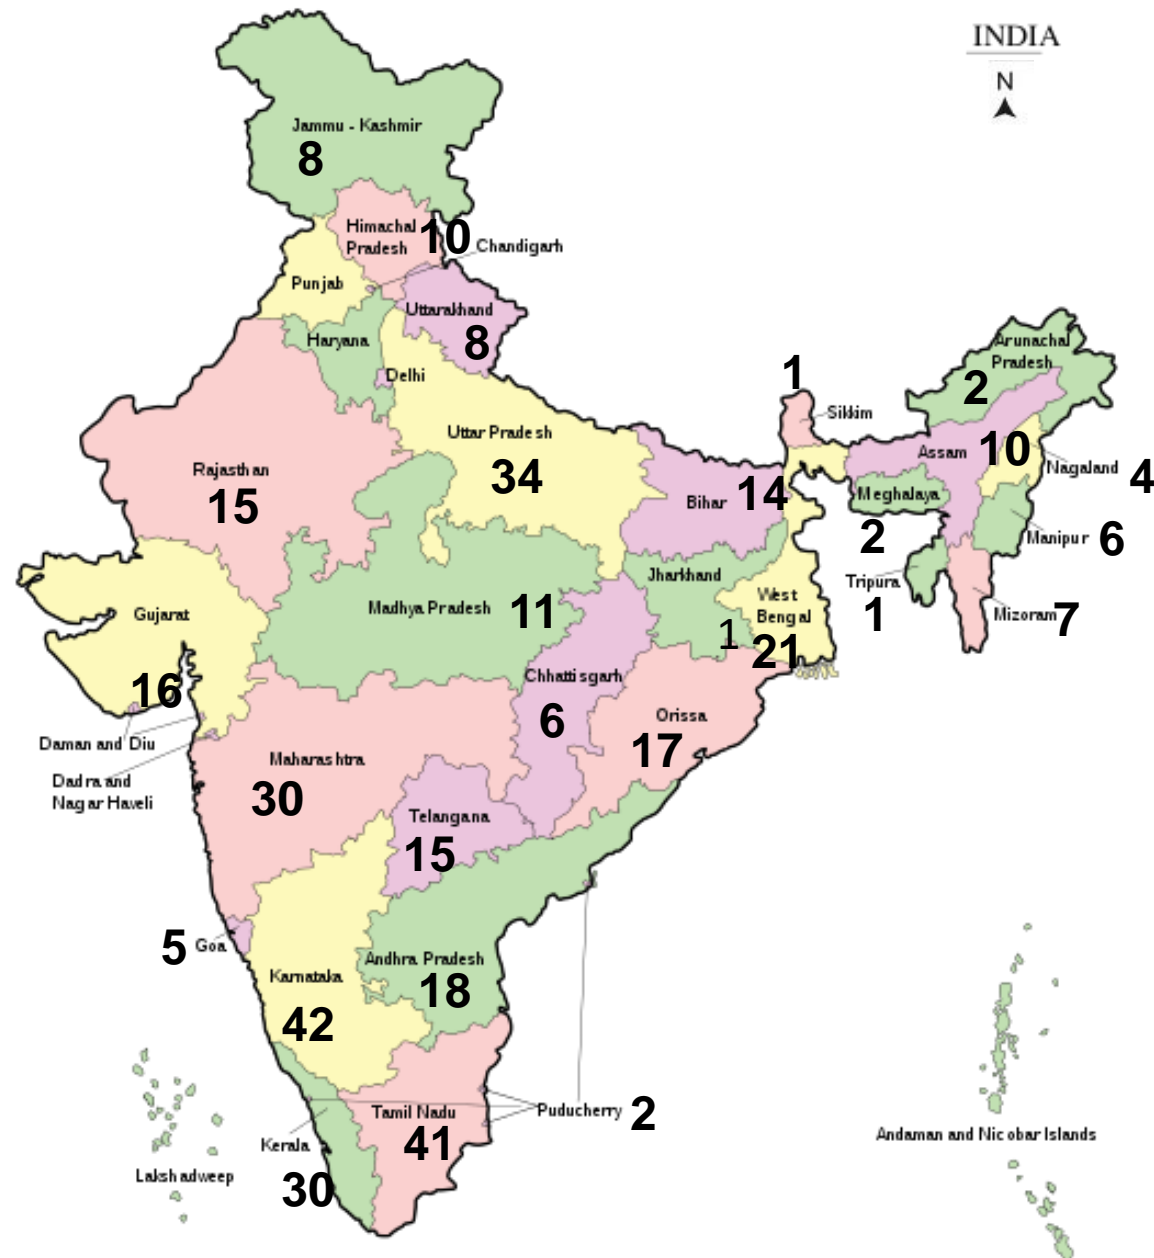 INDIA
N
Jammu - Kashmir
8
Himachal
Pradesh
10
Chandigarh
Punjab
Uttarakhand
8
Haryana
Delhi
Arunachal
Pradesh
2
1
Sikkim
Uttar Pradesh
34
Assam
10
Nagaland
4
Rajasthan
15
Bihar
14
Meghalaya
2
Manipur
6
Jharkhand
1
Tripura
1
Mizoram
7
West
Bengal
21
Madhya Pradesh
11
Gujarat
16
Chhattisgarh
6
Orissa
17
Daman and Diu
Dadra and
Nagar Haveli
Maharashtra
30
Telangana
15
5
Goa
Andhra Pradesh
18
Karnataka
42
Tamil Nadu
41
Puducherry
2
Kerala
30
Lakshadweep
Andaman and Nicobar Islands